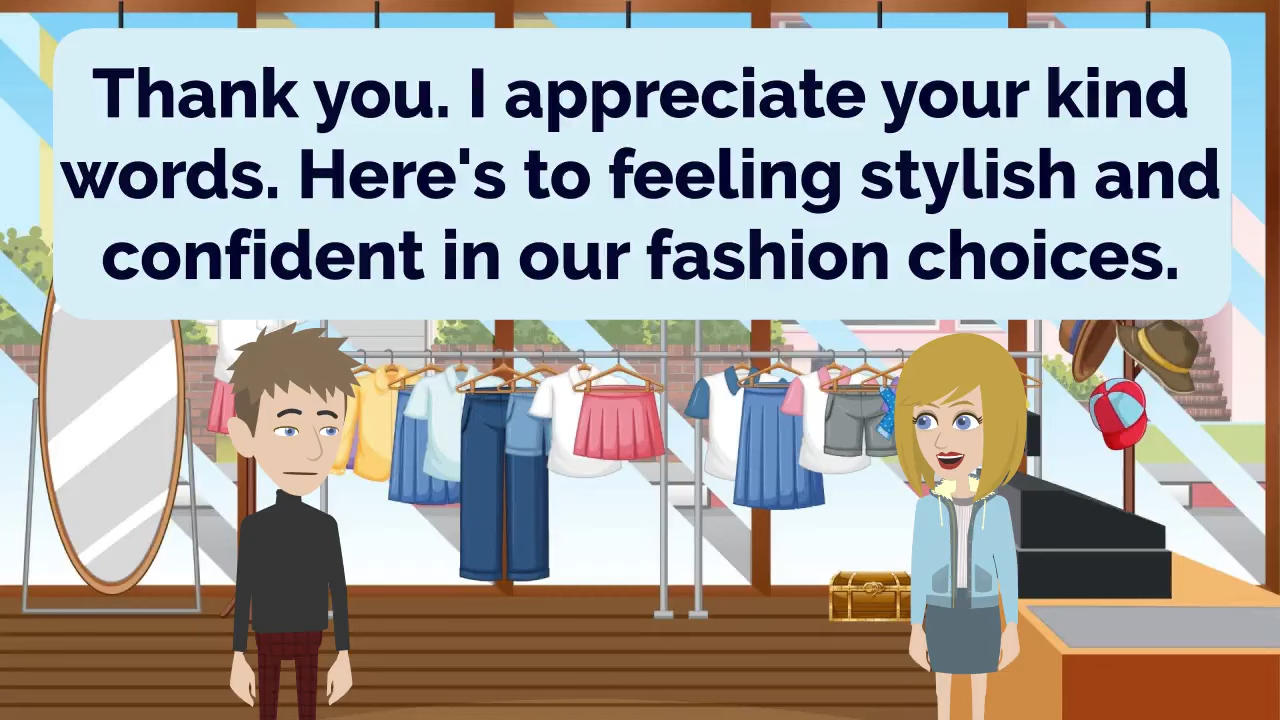 Thank you. I appreciate your kind
words. Here's to feeling stylish and
confident in our fashion choices.